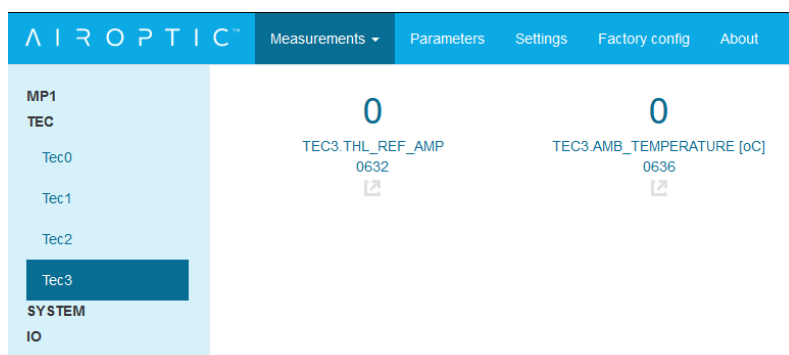 AIROPTIC™ Measurements Parameters Settings Factory config About
MP1
TEC
Tec0
Tec1
Tec2
Tec3
SYSTEM
IO
0
TEC3.THL_REF_AMP
0632
0
TEC3.AMB_TEMPERATURE [oC]
0636